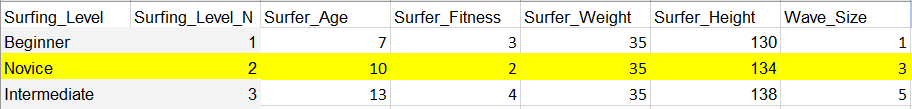 Surfing_Level Surfing_Level_N Surfer_Age Surfer_Fitness Surfer_Weight Surfer_Height Wave_Size
Beginner 1 7 3 35 130 1
Novice 2 10 2 35 134 3
Intermediate 3 13 4 35 138 5